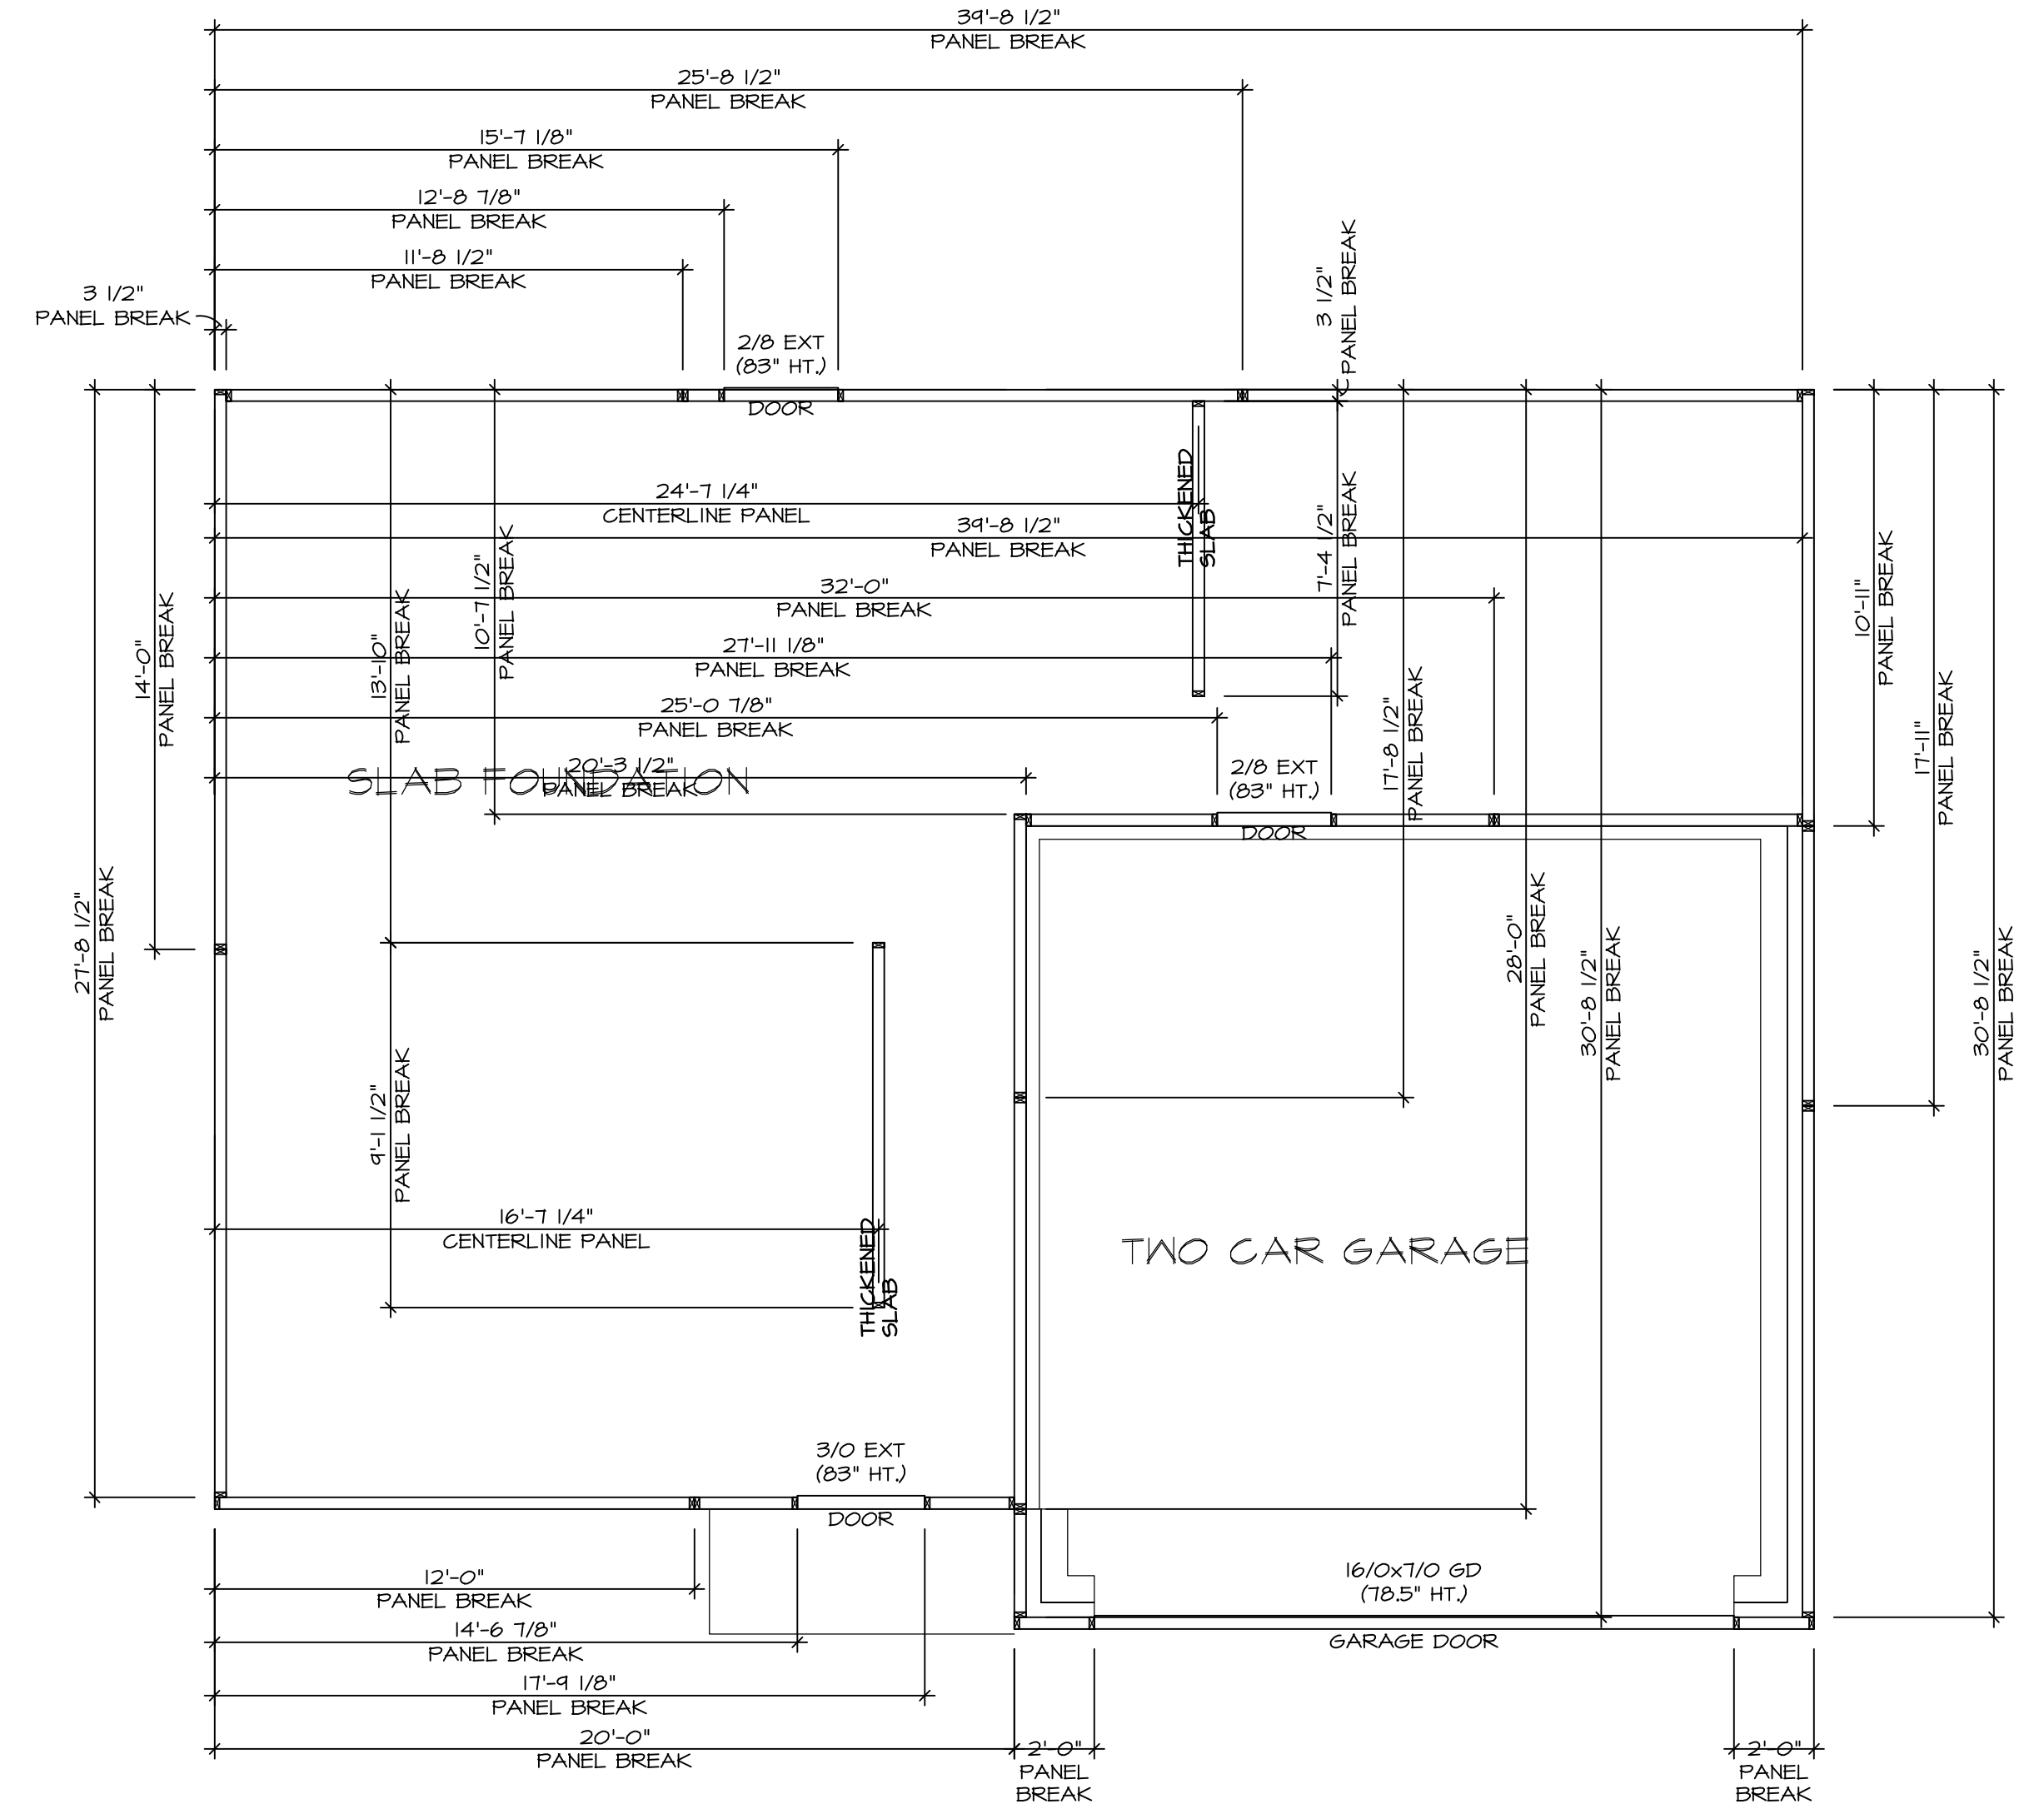 39'-8 1/2"
PANEL BREAK
25'-8 1/2"
PANEL BREAK
15'-7 1/8"
PANEL BREAK
12'-8 7/8"
PANEL BREAK
11'-8 1/2"
PANEL BREAK
3 1/2"
PANEL BREAK
3 1/2"
PANEL BREAK
2/8 EXT
(83" HT.)
DOOR
THICKENED
SLAB
24'-7 1/4"
CENTERLINE PANEL
39'-8 1/2"
PANEL BREAK
7'-4 1/2"
PANEL BREAK
10'-7 1/2"
PANEL BREAK
13'-10"
PANEL BREAK
14'-0"
PANEL BREAK
32'-0"
PANEL BREAK
27'-11 1/8"
PANEL BREAK
25'-0 7/8"
PANEL BREAK
20'-3 1/2"
PANEL BREAK
SLAB FOUNDATION
2/8 EXT
(83" HT.)
DOOR
17'-8 1/2"
PANEL BREAK
10'-11"
PANEL BREAK
17'-11"
PANEL BREAK
27'-8 1/2"
PANEL BREAK
28'-0"
PANEL BREAK
30'-8 1/2"
PANEL BREAK
30'-8 1/2"
PANEL BREAK
9'-1 1/2"
PANEL BREAK
16'-7 1/4"
CENTERLINE PANEL
THICKENED
SLAB
TWO CAR GARAGE
3/0 EXT
(83" HT.)
DOOR
16/0x7/0 GD
(78.5" HT.)
GARAGE DOOR
12'-0"
PANEL BREAK
14'-6 7/8"
PANEL BREAK
17'-9 1/8"
PANEL BREAK
20'-0"
PANEL BREAK
2'-0"
PANEL
BREAK
2'-0"
PANEL
BREAK